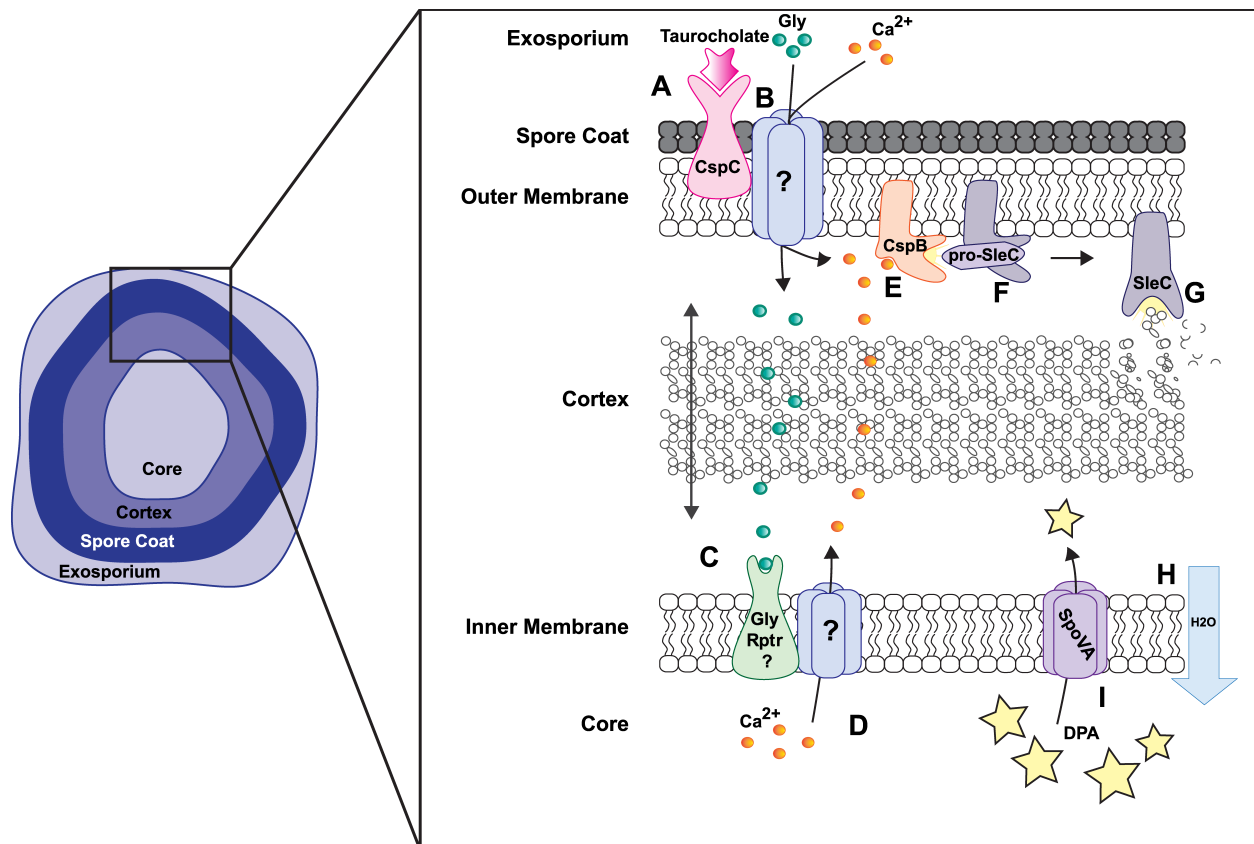 Exosporium
Taurocholate
Gly
Ca2+
A
B
Spore Coat
CspC
?
Outer Membrane
CspB
pro-SleC
SleC
E
F
G
Cortex
Core
Cortex
Spore Coat
Exosporium
C
H
Gly
Rptr
?
?
SpoVA
H2O
Inner Membrane
I
Core
Ca2+
D
DPA